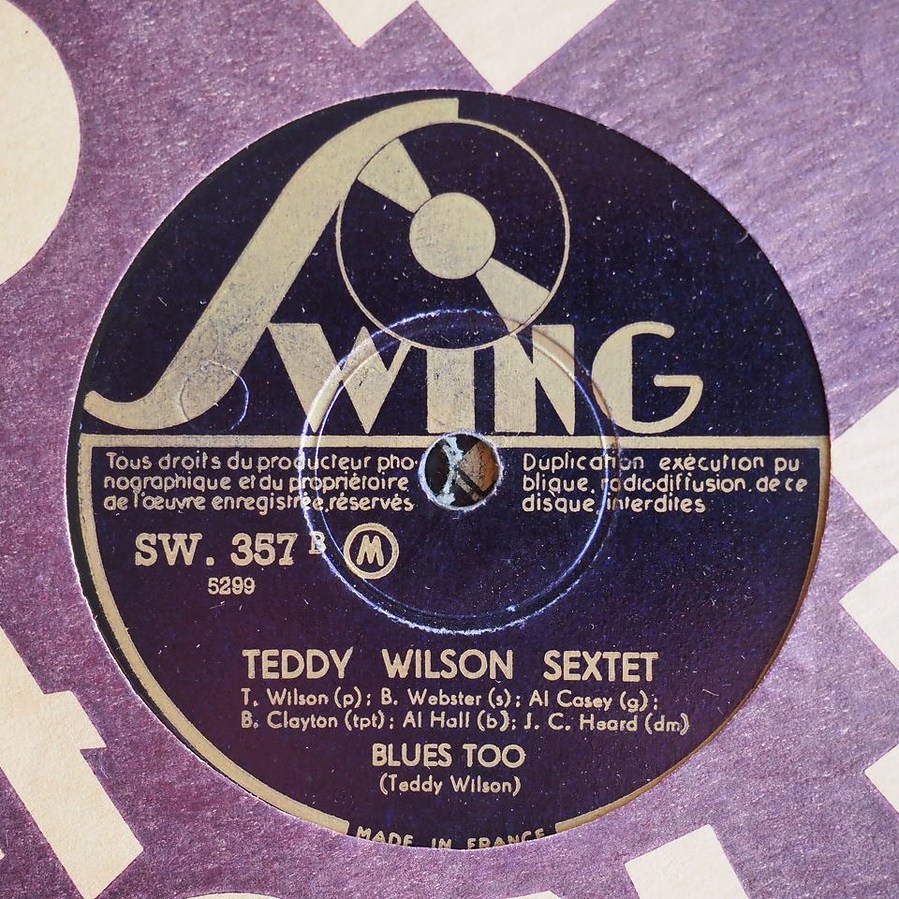 SWING
Tous droits du producteur pho-
nographique et du propriétaire
de l'œuvre enregistrée, réservés
Duplication exécution pu
blique, radiodiffusion de ce
disque interdites
SW. 357 B M
5299
TEDDY WILSON SEXTET
T. Wilson (p) ; B. Webster (s) ; Al Casey (g) ;
B. Clayton (tpt) ; Al Hall (b) ; J. C. Heard (dm)
BLUES TOO
(Teddy Wilson)
MADE IN FRANCE